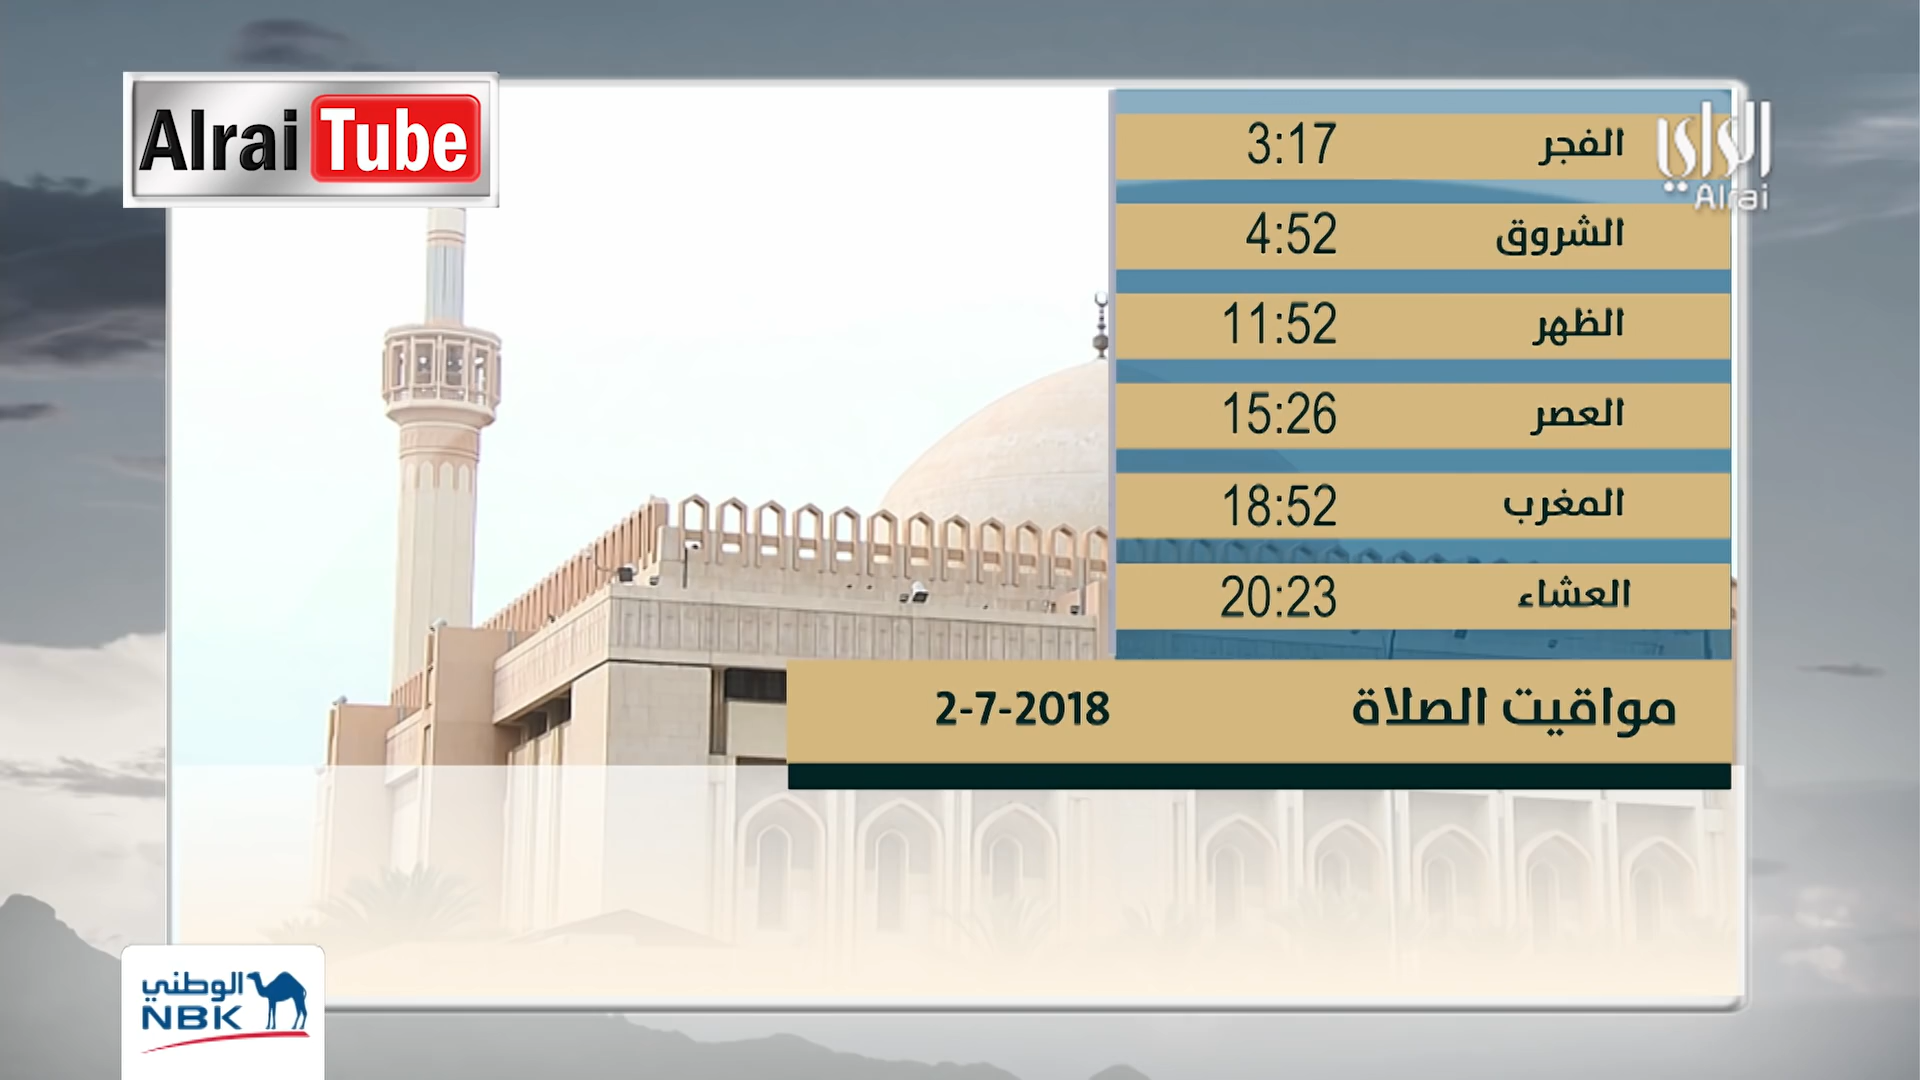 Alrai Tube
الراي
Alrai
الفجر 3:17
الشروق 4:52
الظهر 11:52
العصر 15:26
المغرب 18:52
العشاء 20:23
مواقيت الصلاة 2-7-2018
الوطني
NBK